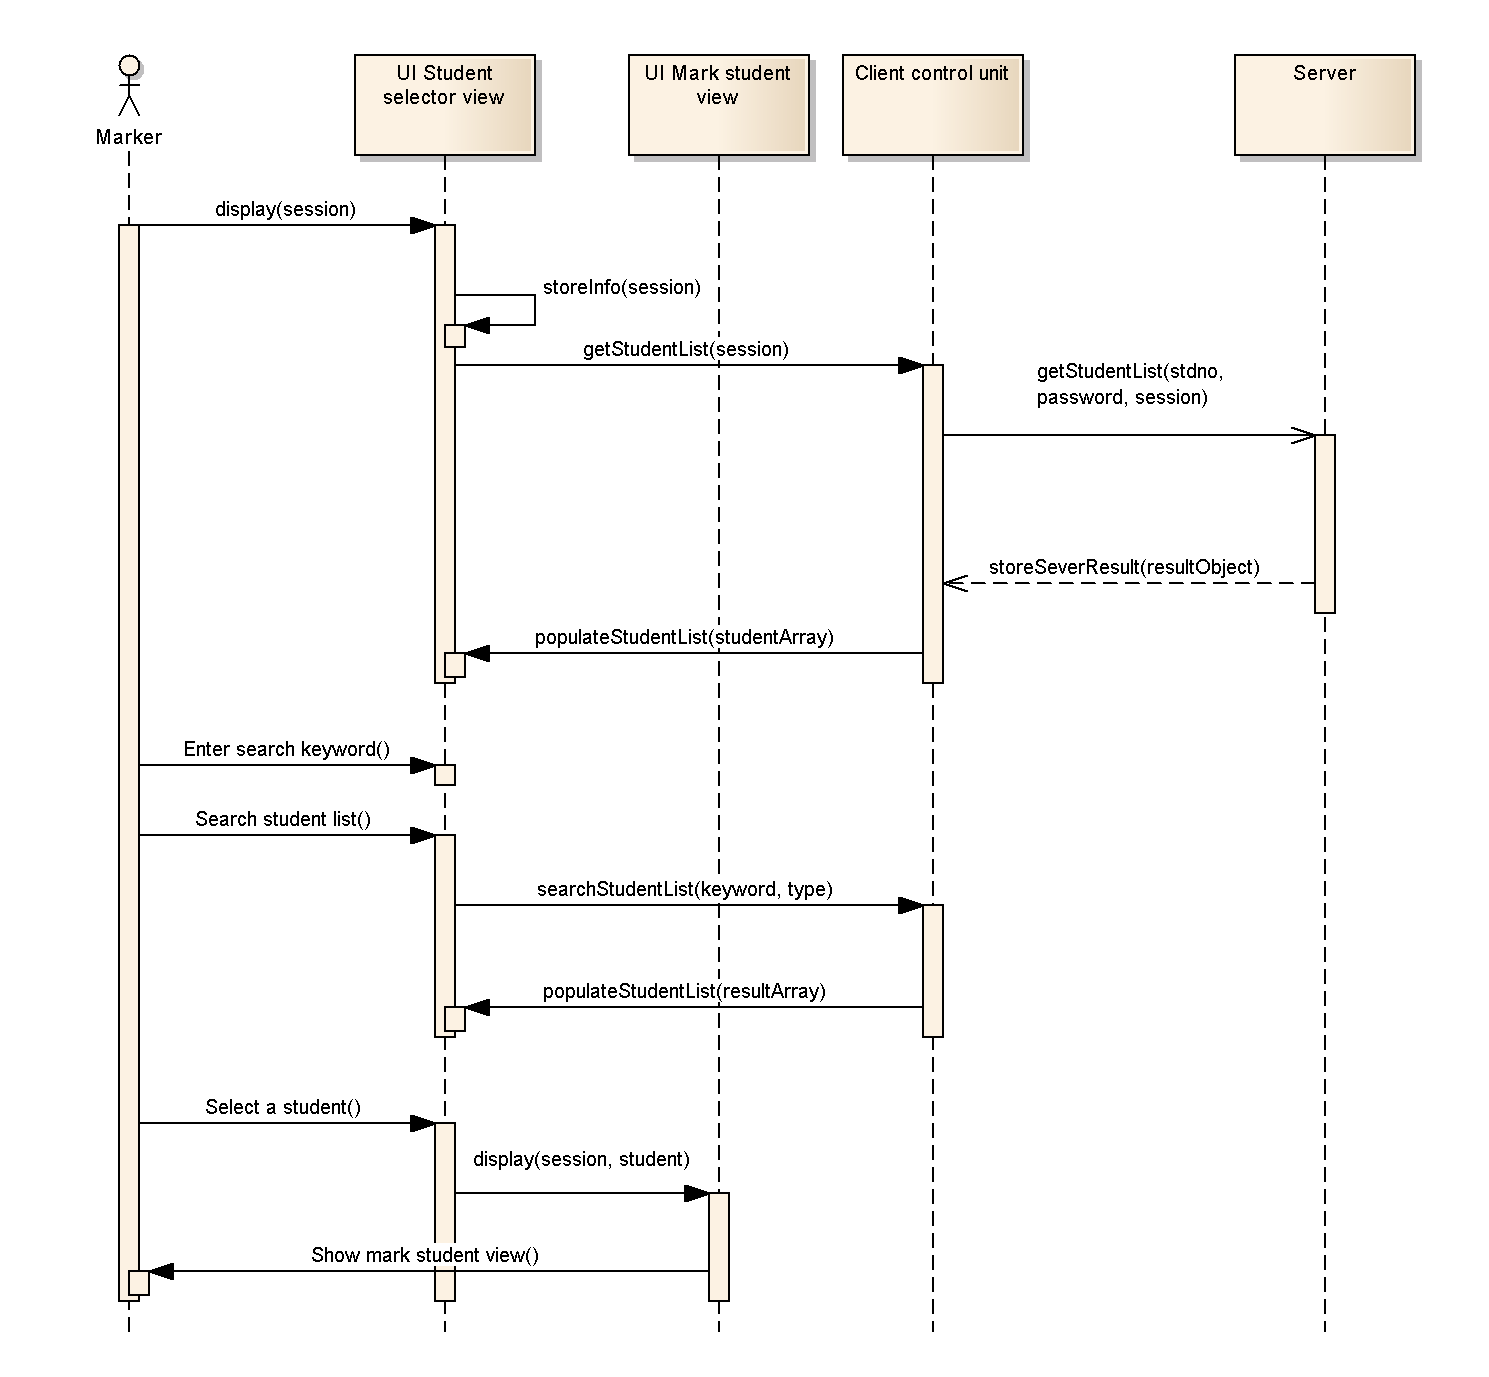 Marker
UI Student
selector view
UI Mark student
view
Client control unit
Server
display(session)
storeInfo(session)
getStudentList(session)
getStudentList(stdno,
password, session)
storeSeverResult(resultObject)
populateStudentList(studentArray)
Enter search keyword()
Search student list()
searchStudentList(keyword, type)
populateStudentList(resultArray)
Select a student()
display(session, student)
Show mark student view()